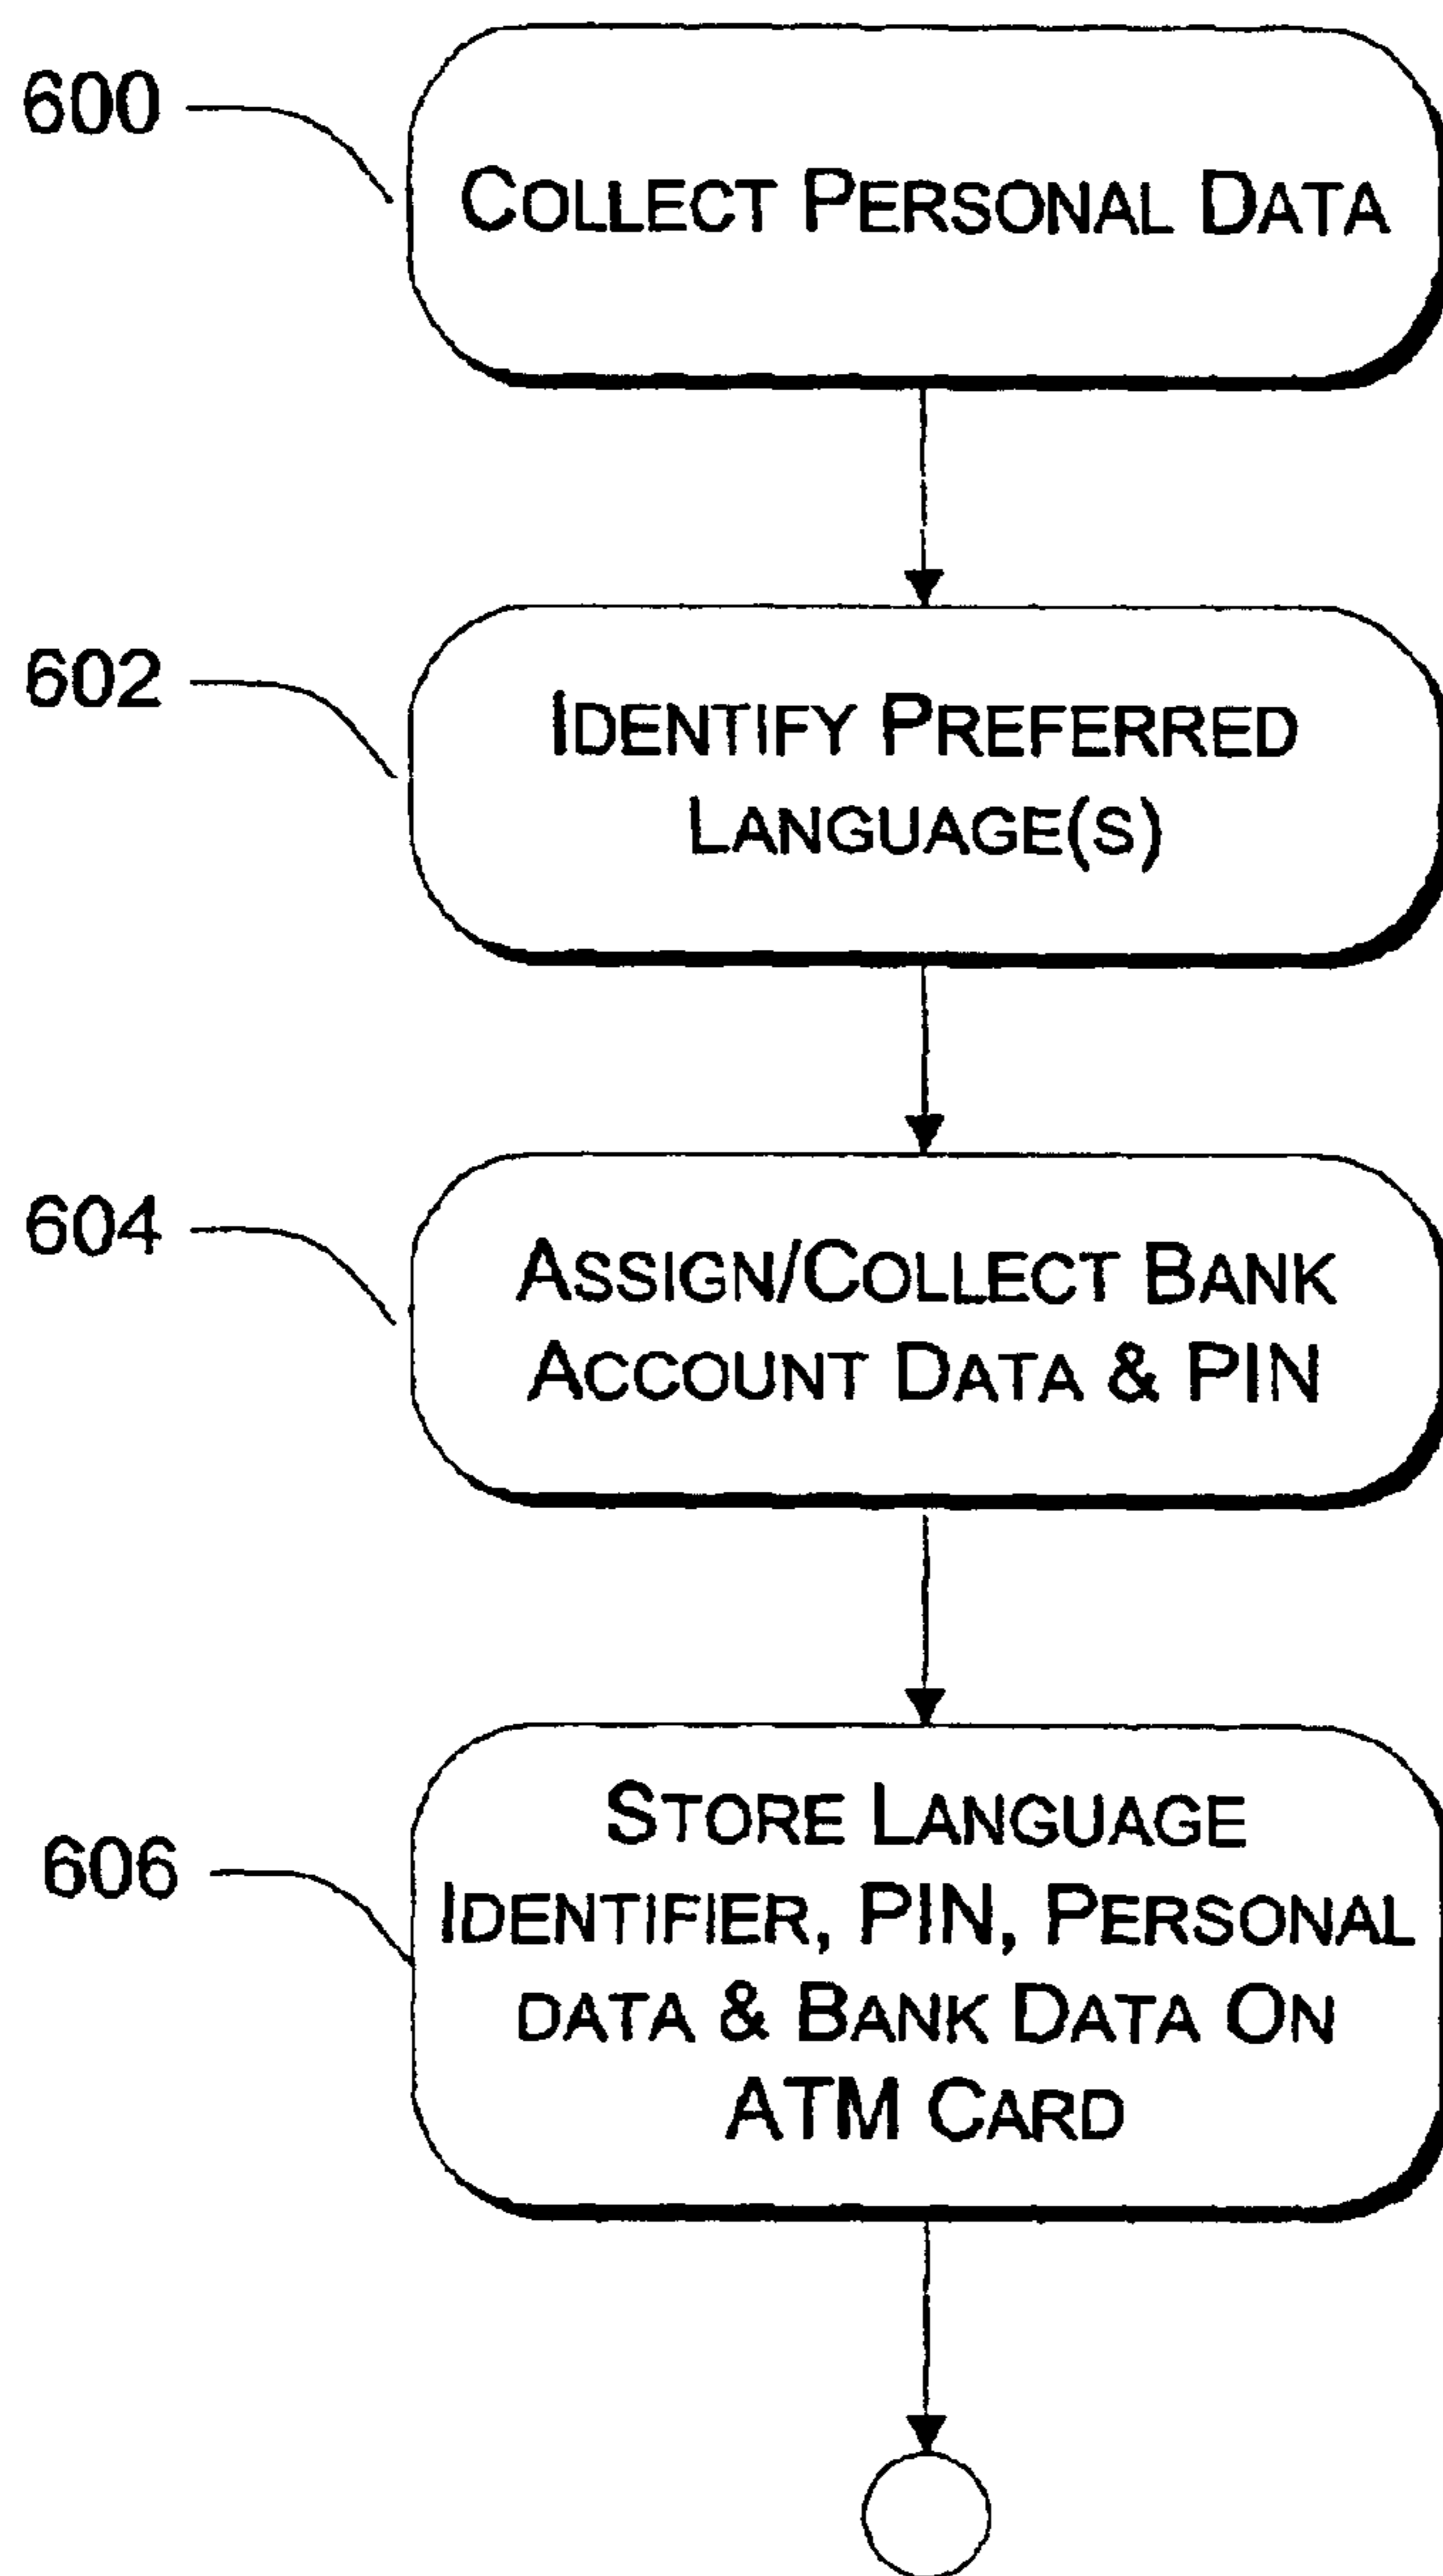 600
COLLECT PERSONAL DATA
602
IDENTIFY PREFERRED
LANGUAGE(S)
604
ASSIGN/COLLECT BANK
ACCOUNT DATA & PIN
606
STORE LANGUAGE
IDENTIFIER, PIN, PERSONAL
DATA & BANK DATA ON
ATM CARD